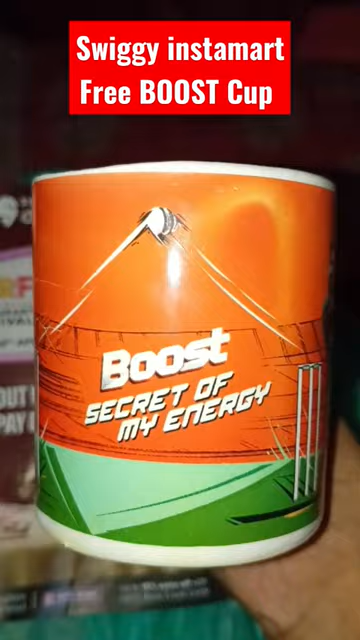 Swiggy instamart
Free BOOST Cup
Boost
SECRET OF
MY ENERGY